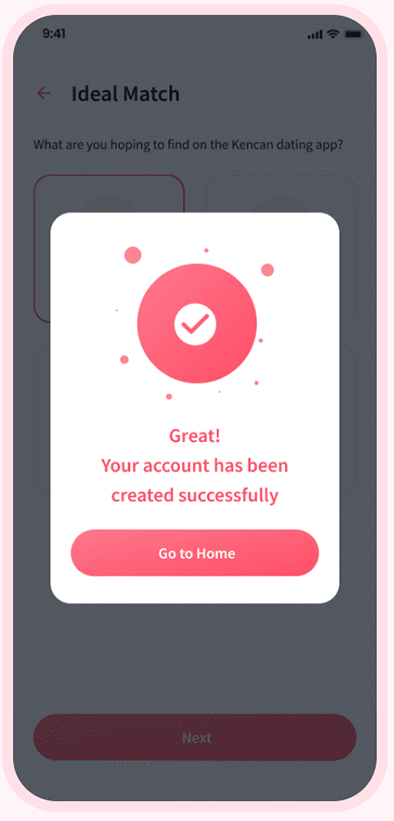 9:41
Ideal Match
What are you hoping to find on the Kencan dating app?
Great!
Your account has been
created successfully
Go to Home
Next